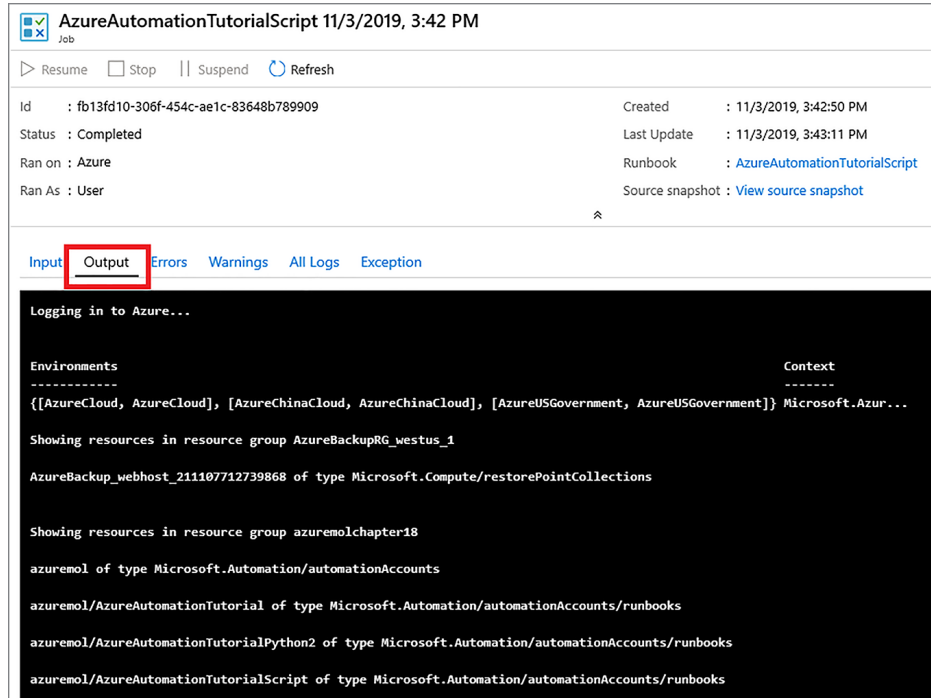 AzureAutomationTutorialScript 11/3/2019, 3:42 PM
Job
Resume Stop Suspend Refresh
Id : fb13fd10-306f-454c-ae1c-83648b789909
Created : 11/3/2019, 3:42:50 PM
Status : Completed
Last Update : 11/3/2019, 3:43:11 PM
Ran on : Azure
Runbook : AzureAutomationTutorialScript
Ran As : User
Source snapshot : View source snapshot
Input Output Errors Warnings All Logs Exception
Logging in to Azure...
Environments Context
------------ -------
{[AzureCloud, AzureCloud], [AzureChinaCloud, AzureChinaCloud], [AzureUSGovernment, AzureUSGovernment]} Microsoft.Azur...
Showing resources in resource group AzureBackupRG_westus_1
AzureBackup_webhost_211107712739868 of type Microsoft.Compute/restorePointCollections
Showing resources in resource group azuremolchapter18
azuremol of type Microsoft.Automation/automationAccounts
azuremol/AzureAutomationTutorial of type Microsoft.Automation/automationAccounts/runbooks
azuremol/AzureAutomationTutorialPython2 of type Microsoft.Automation/automationAccounts/runbooks
azuremol/AzureAutomationTutorialScript of type Microsoft.Automation/automationAccounts/runbooks